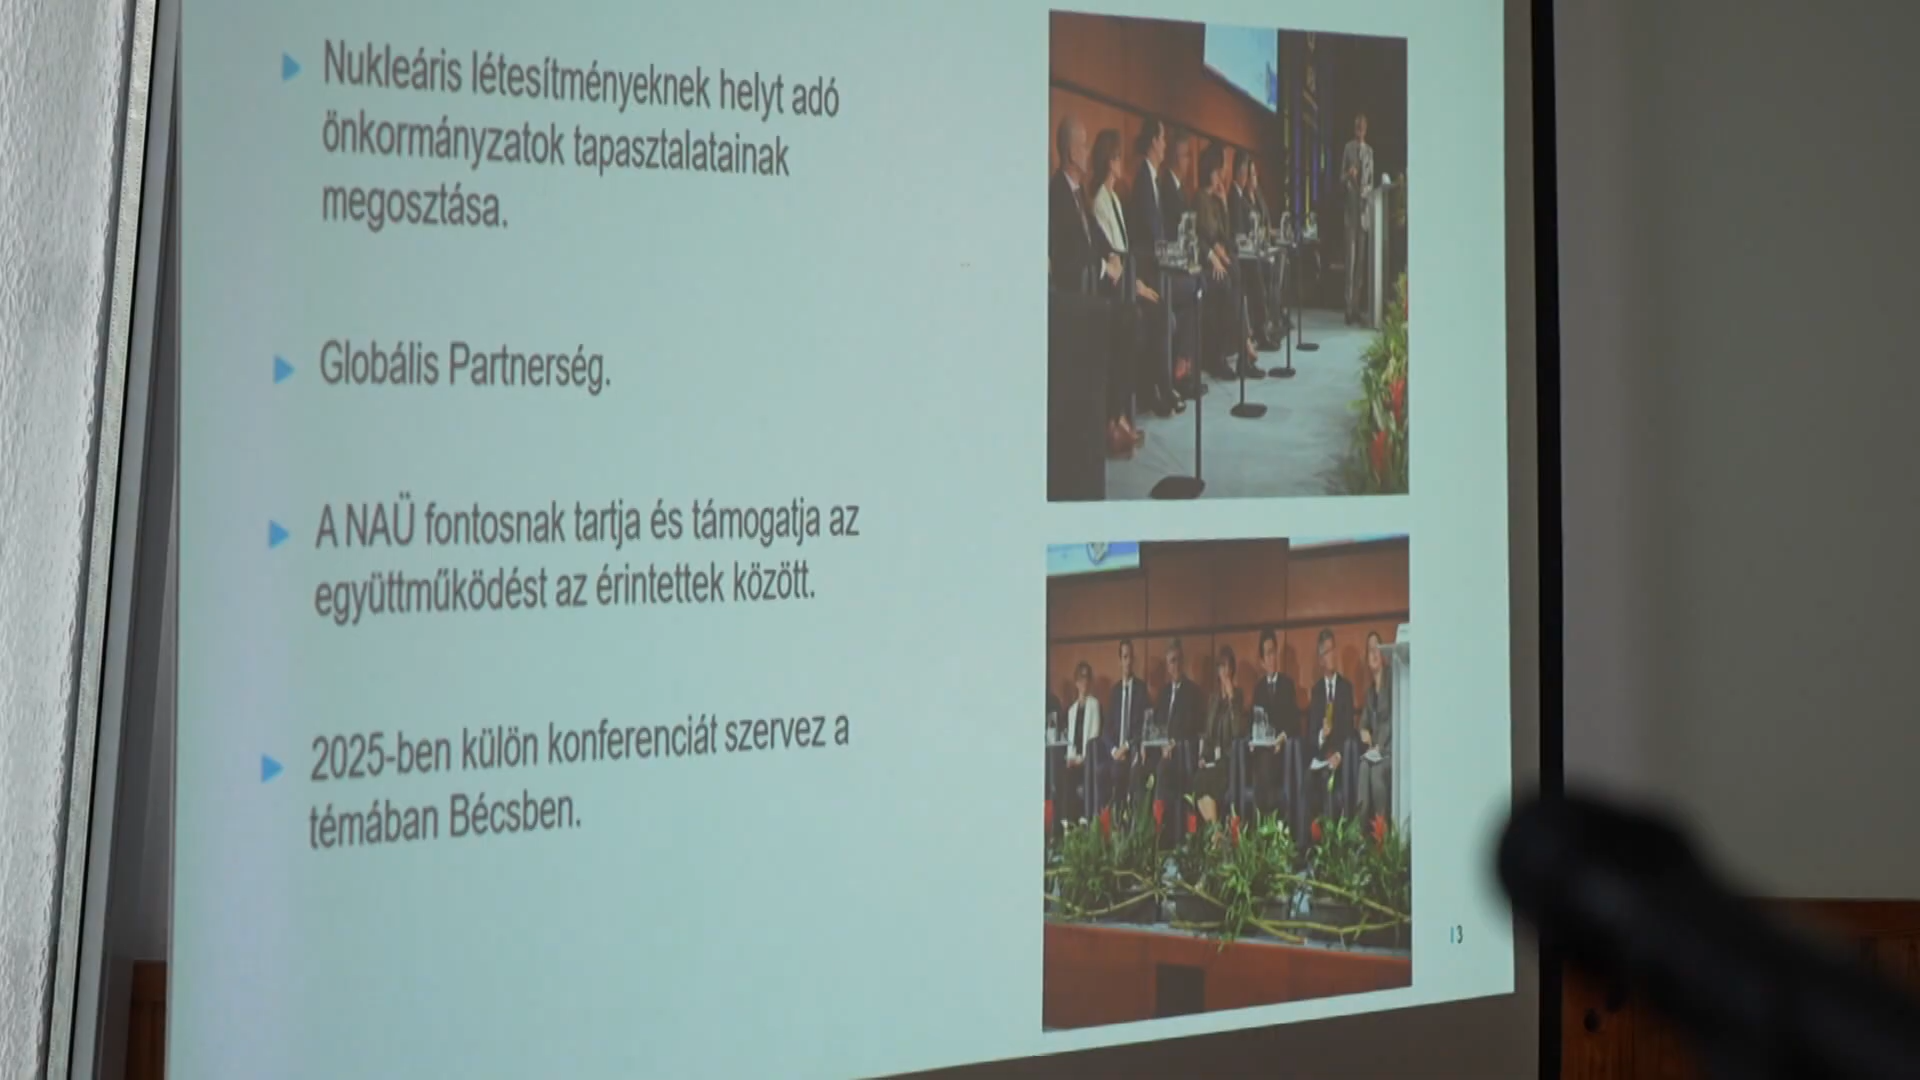 Nukleáris létesítményeknek helyt adó
önkormányzatok tapasztalatainak
megosztása.
Globális Partnerség.
A NAÜ fontosnak tartja és támogatja az
együttműködést az érintettek között.
2025-ben külön konferenciát szervez a
témában Bécsben.
13